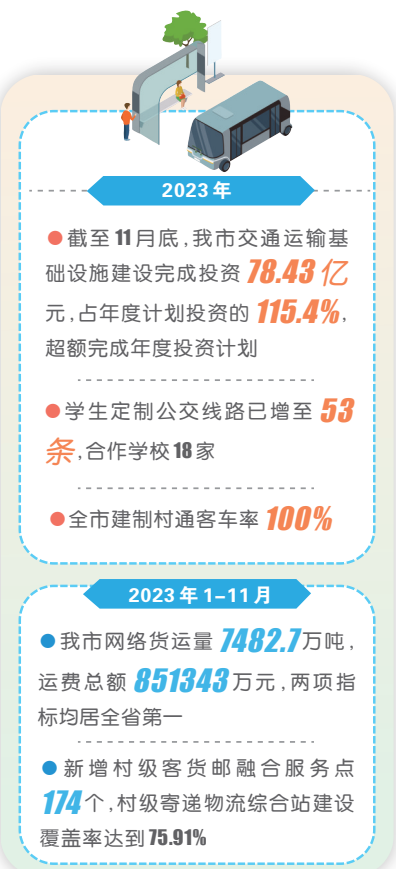 2023年
●截至11月底,我市交通运输基
础设施建设完成投资78.43亿
元,占年度计划投资的115.4%,
超额完成年度投资计划
●学生定制公交线路已增至53
条,合作学校18家
●全市建制村通客车率100%
2023年1-11月
●我市网络货运量7482.7万吨,
运费总额851343万元,两项指
标均居全省第一
●新增村级客货邮融合服务点
174个,村级寄递物流综合站建设
覆盖率达到75.91%